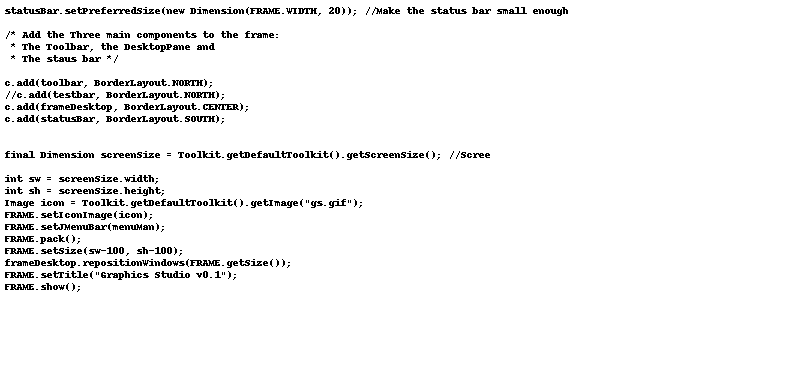 statusBar.setPreferredSize(new Dimension(FRAME.WIDTH, 20)); //Make the status bar small enough
/* Add the Three main components to the frame:
* The Toolbar, the DesktopPane and
* The staus bar */
c.add(toolbar, BorderLayout.NORTH);
//c.add(testbar, BorderLayout.NORTH);
c.add(frameDesktop, BorderLayout.CENTER);
c.add(statusBar, BorderLayout.SOUTH);
final Dimension screenSize = Toolkit.getDefaultToolkit().getScreenSize(); //Scree
int sw = screenSize.width;
int sh = screenSize.height;
Image icon = Toolkit.getDefaultToolkit().getImage("gs.gif");
FRAME.setIconImage(icon);
FRAME.setJMenuBar(menuMan);
FRAME.pack();
FRAME.setSize(sw-100, sh-100);
frameDesktop.repositionWindows(FRAME.getSize());
FRAME.setTitle("Graphics Studio v0.1");
FRAME.show();